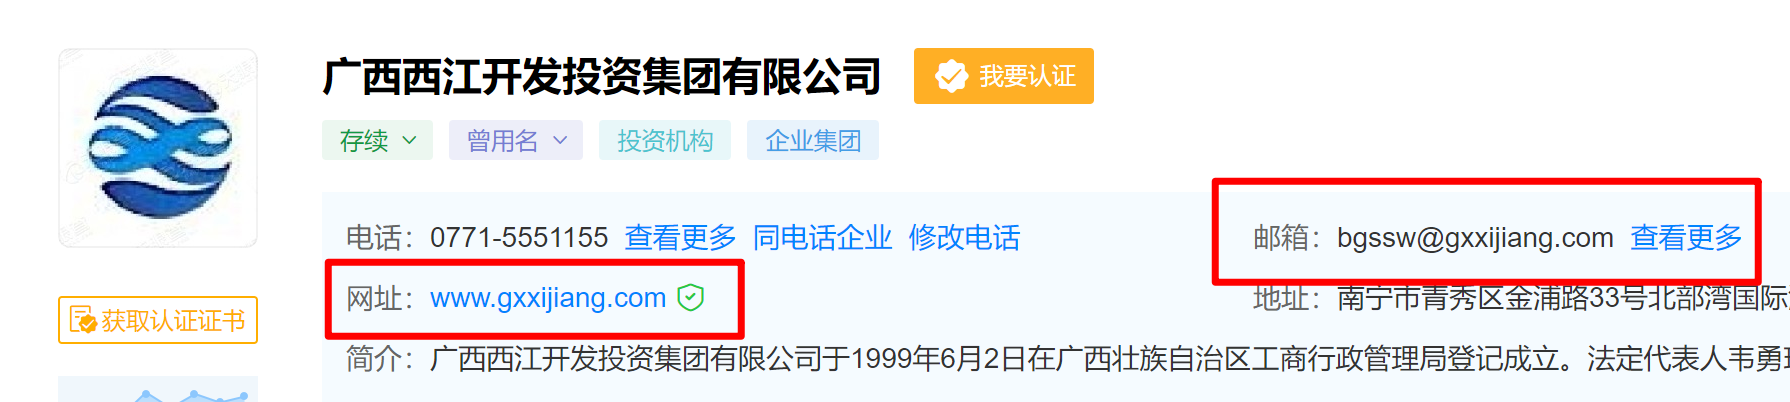 广西西江开发投资集团有限公司 我要认证
存续 曾用名 投资机构 企业集团
电话：0771-5551155 查看更多 同电话企业 修改电话 邮箱：bgssw@gxxijiang.com 查看更多
网址：www.gxxijiang.com 地址：南宁市青秀区金浦路33号北部湾国际
获取认证证书
简介：广西西江开发投资集团有限公司于1999年6月2日在广西壮族自治区工商行政管理局登记成立。法定代表人韦勇